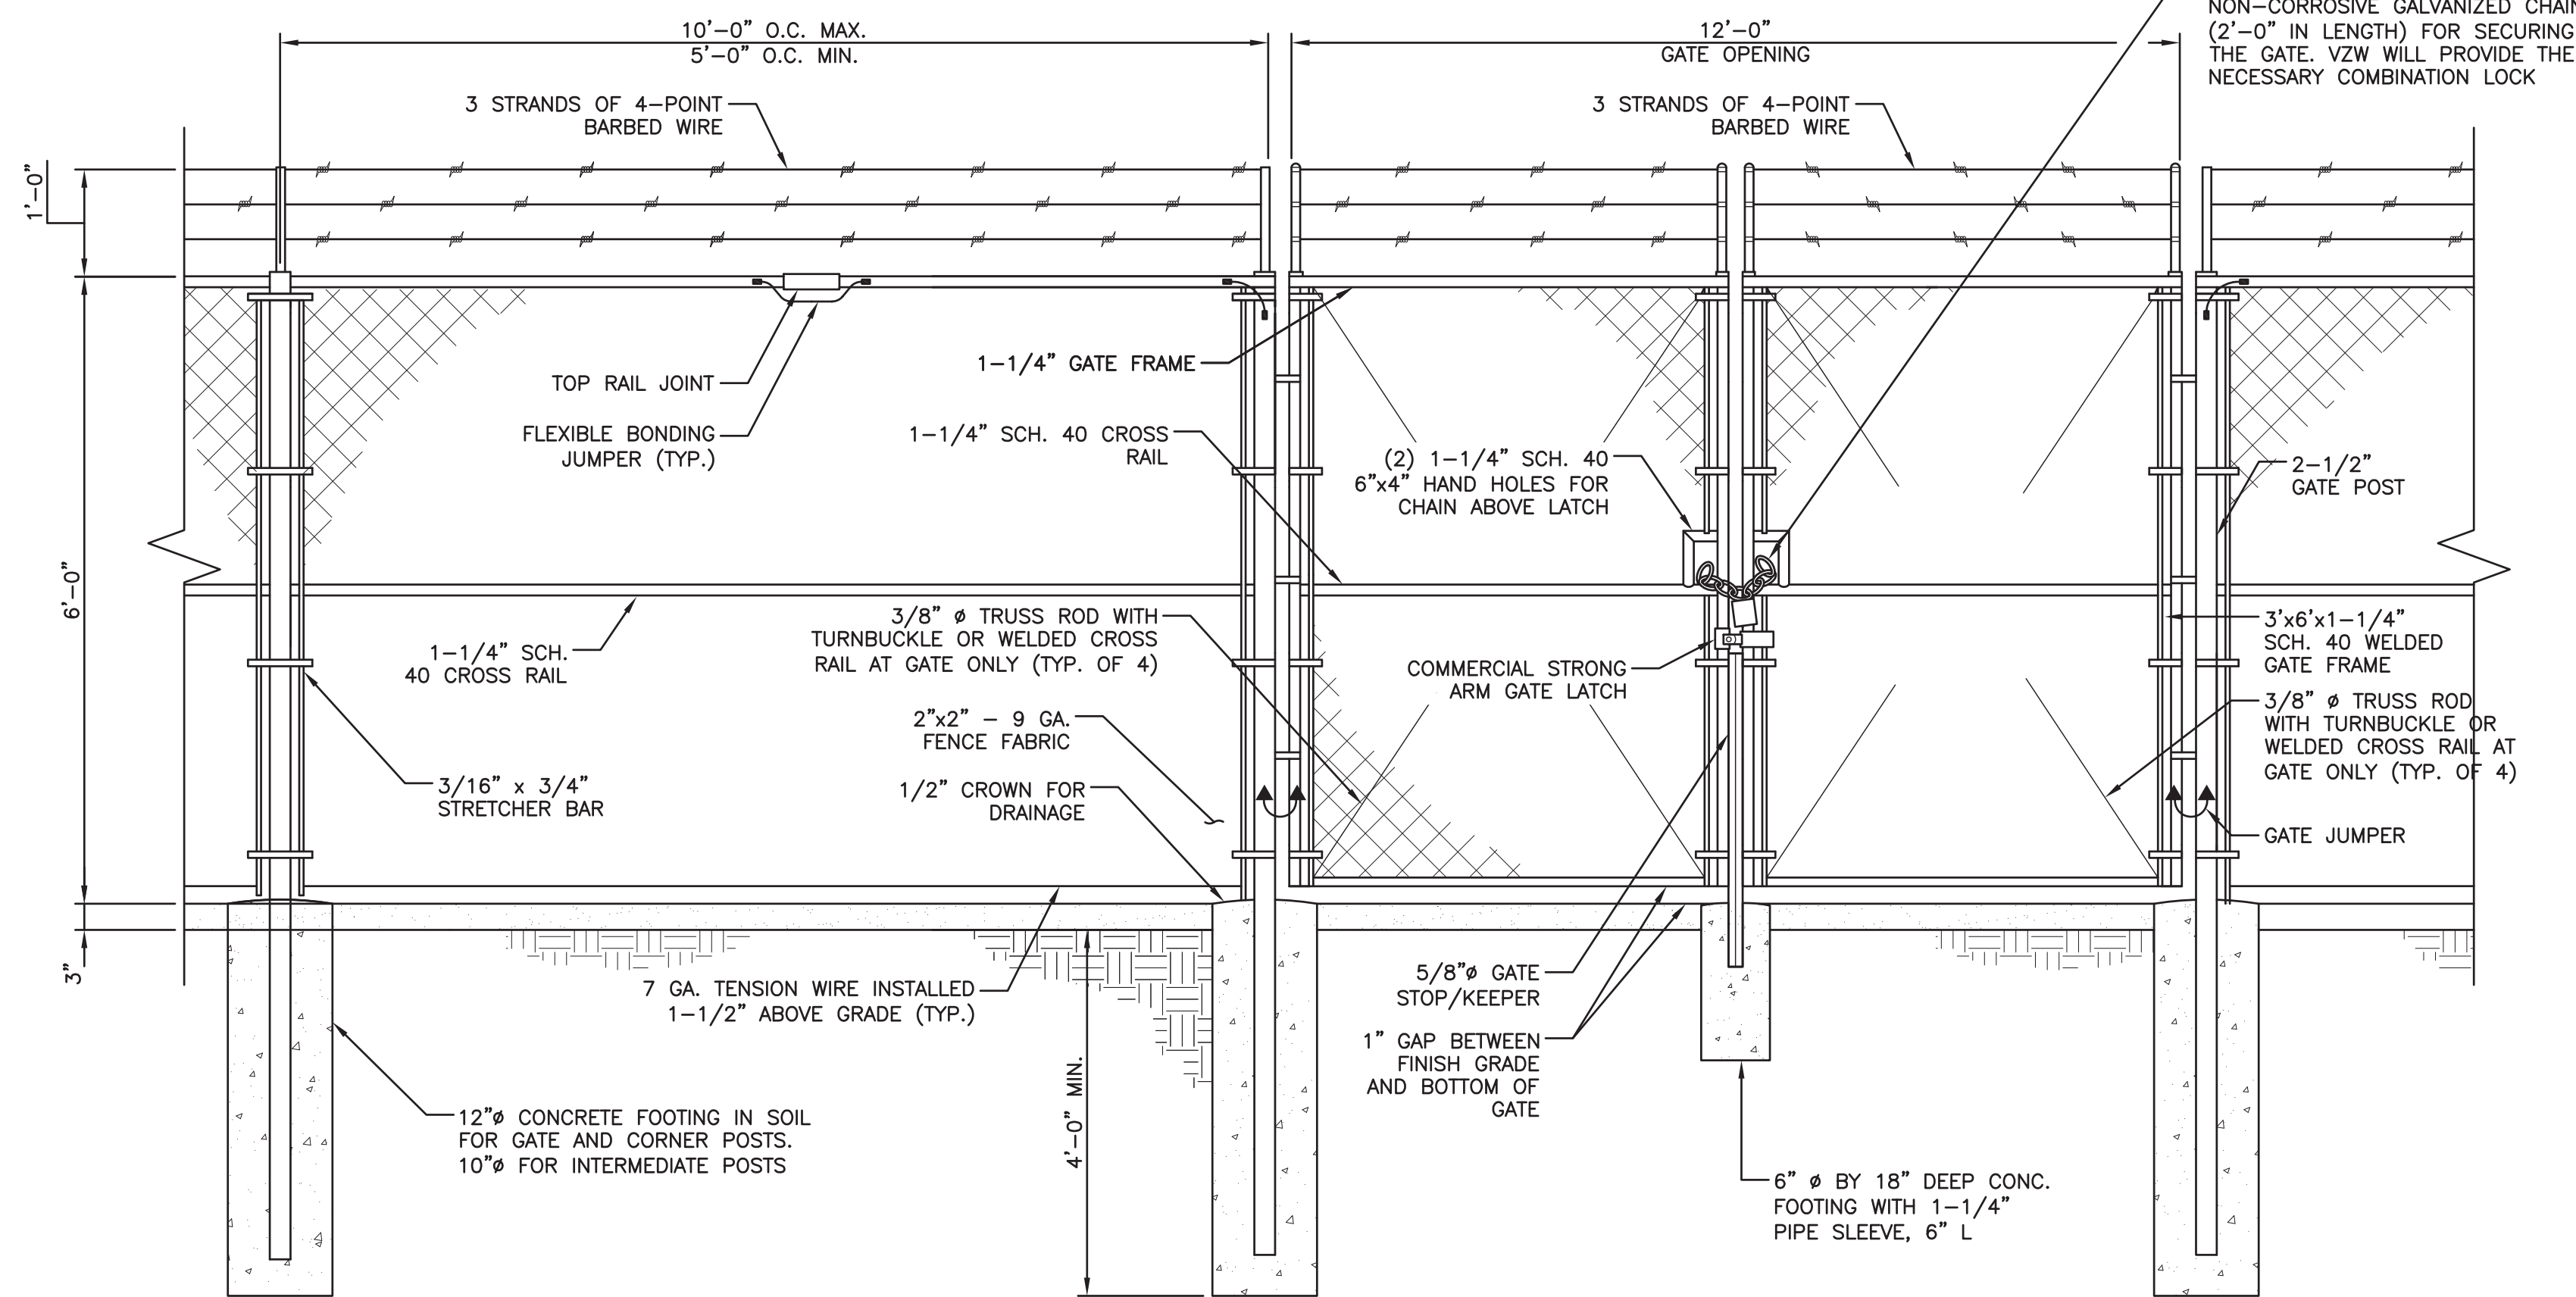 NON-CORROSIVE GALVANIZED CHAIN
(2'-0" IN LENGTH) FOR SECURING
THE GATE. VZW WILL PROVIDE THE
NECESSARY COMBINATION LOCK
10'-0" O.C. MAX.
5'-0" O.C. MIN.
12'-0"
GATE OPENING
3 STRANDS OF 4-POINT
BARBED WIRE
3 STRANDS OF 4-POINT
BARBED WIRE
1'-0"
6'-0"
3"
TOP RAIL JOINT
FLEXIBLE BONDING
JUMPER (TYP.)
1-1/4" GATE FRAME
1-1/4" SCH. 40 CROSS
RAIL
(2) 1-1/4" SCH. 40
6"x4" HAND HOLES FOR
CHAIN ABOVE LATCH
2-1/2"
GATE POST
1-1/4" SCH.
40 CROSS RAIL
3/8" ø TRUSS ROD WITH
TURNBUCKLE OR WELDED CROSS
RAIL AT GATE ONLY (TYP. OF 4)
COMMERCIAL STRONG
ARM GATE LATCH
3'x6'x1-1/4"
SCH. 40 WELDED
GATE FRAME
3/8" ø TRUSS ROD
WITH TURNBUCKLE OR
WELDED CROSS RAIL AT
GATE ONLY (TYP. OF 4)
2"x2" - 9 GA.
FENCE FABRIC
3/16" x 3/4"
STRETCHER BAR
1/2" CROWN FOR
DRAINAGE
GATE JUMPER
7 GA. TENSION WIRE INSTALLED
1-1/2" ABOVE GRADE (TYP.)
5/8"ø GATE
STOP/KEEPER
1" GAP BETWEEN
FINISH GRADE
AND BOTTOM OF
GATE
4'-0" MIN.
12"ø CONCRETE FOOTING IN SOIL
FOR GATE AND CORNER POSTS.
10"ø FOR INTERMEDIATE POSTS
6" ø BY 18" DEEP CONC.
FOOTING WITH 1-1/4"
PIPE SLEEVE, 6" L